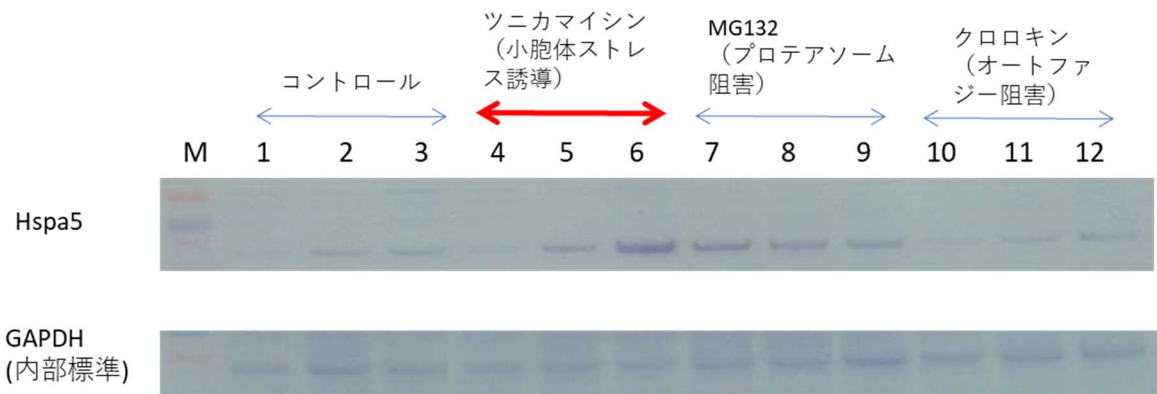 コントロール
ツニカマイシン
（小胞体ストレ
ス誘導）
MG132
（プロテアソーム
阻害）
クロロキン
（オートファ
ジー阻害）
M 1 2 3 4 5 6 7 8 9 10 11 12
Hspa5
GAPDH
(内部標準)